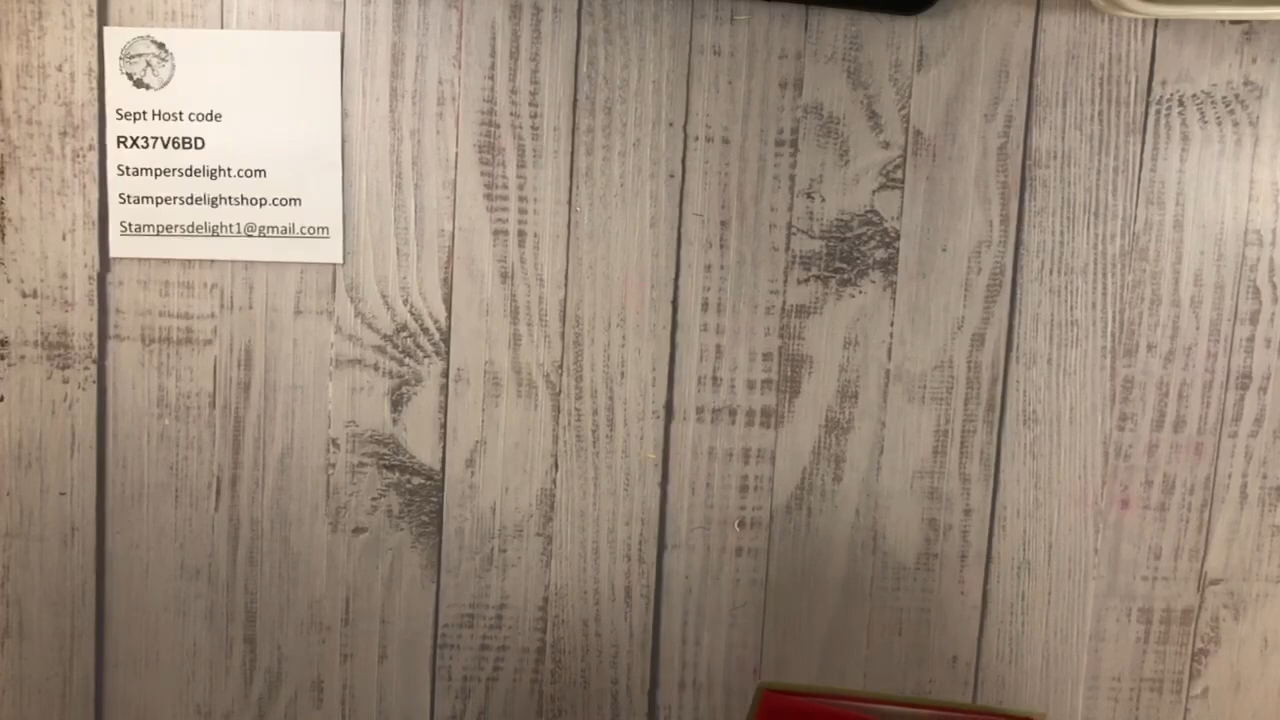 Sept Host code
RX37V6BD
Stampersdelight.com
Stampersdelightshop.com
Stampersdelight1@gmail.com